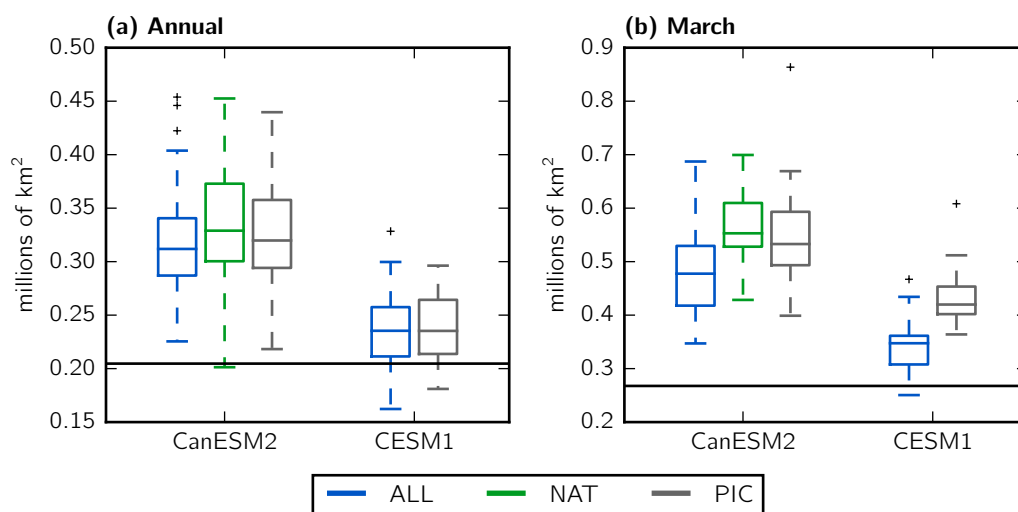 (a) Annual
0.50
0.45
0.40
0.35
0.30
0.25
0.20
0.15
millions of km²
CanESM2 CESM1
(b) March
0.9
0.8
0.7
0.6
0.5
0.4
0.3
0.2
millions of km²
CanESM2 CESM1
ALL NAT PIC